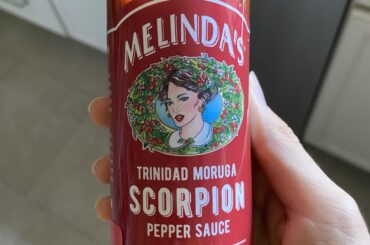 MELINDA'S
TRINIDAD MORUGA
SCORPION
PEPPER SAUCE